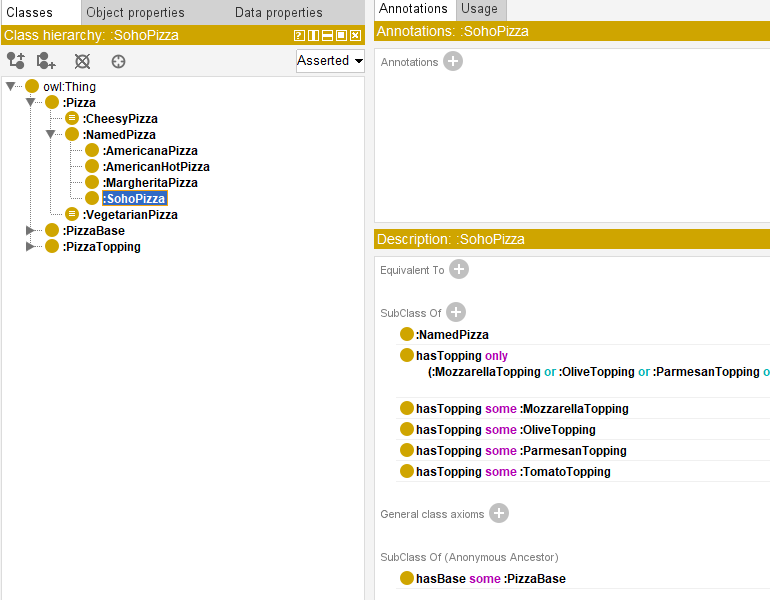 Classes Object properties Data properties
Class hierarchy: :SohoPizza
Asserted
owl:Thing
:Pizza
:CheesyPizza
:NamedPizza
:AmericanaPizza
:AmericanHotPizza
:MargheritaPizza
:SohoPizza
:VegetarianPizza
:PizzaBase
:PizzaTopping
Annotations Usage
Annotations: :SohoPizza
Annotations
Description: :SohoPizza
Equivalent To
SubClass Of
:NamedPizza
hasTopping only
(:MozzarellaTopping or :OliveTopping or :ParmesanTopping o
hasTopping some :MozzarellaTopping
hasTopping some :OliveTopping
hasTopping some :ParmesanTopping
hasTopping some :TomatoTopping
General class axioms
SubClass Of (Anonymous Ancestor)
hasBase some :PizzaBase